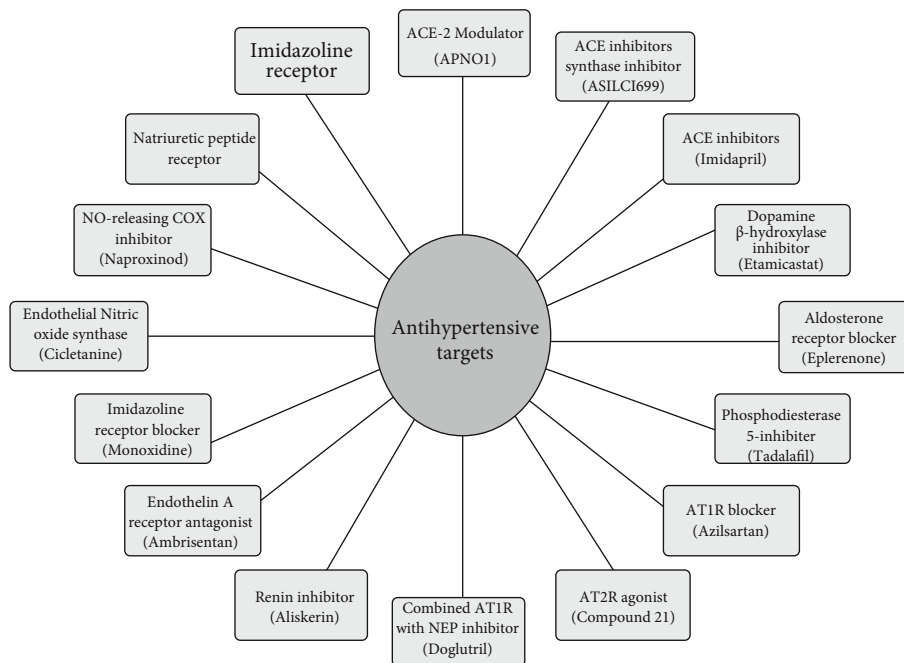 ACE-2 Modulator
(APNO1)
ACE inhibitors
synthase inhibitor
(ASILCI699)
ACE inhibitors
(Imidapril)
Dopamine
β-hydroxylase
inhibitor
(Etamicastat)
Aldosterone
receptor blocker
(Eplerenone)
Phosphodiesterase
5-inhibiter
(Tadalafil)
AT1R blocker
(Azilsartan)
AT2R agonist
(Compound 21)
Combined AT1R
with NEP inhibitor
(Doglutril)
Renin inhibitor
(Aliskerin)
Endothelin A
receptor antagonist
(Ambrisentan)
Imidazoline
receptor blocker
(Monoxidine)
Endothelial Nitric
oxide synthase
(Cicletanine)
NO-releasing COX
inhibitor
(Naproxinod)
Natriuretic peptide
receptor
Imidazoline
receptor
Antihypertensive
targets